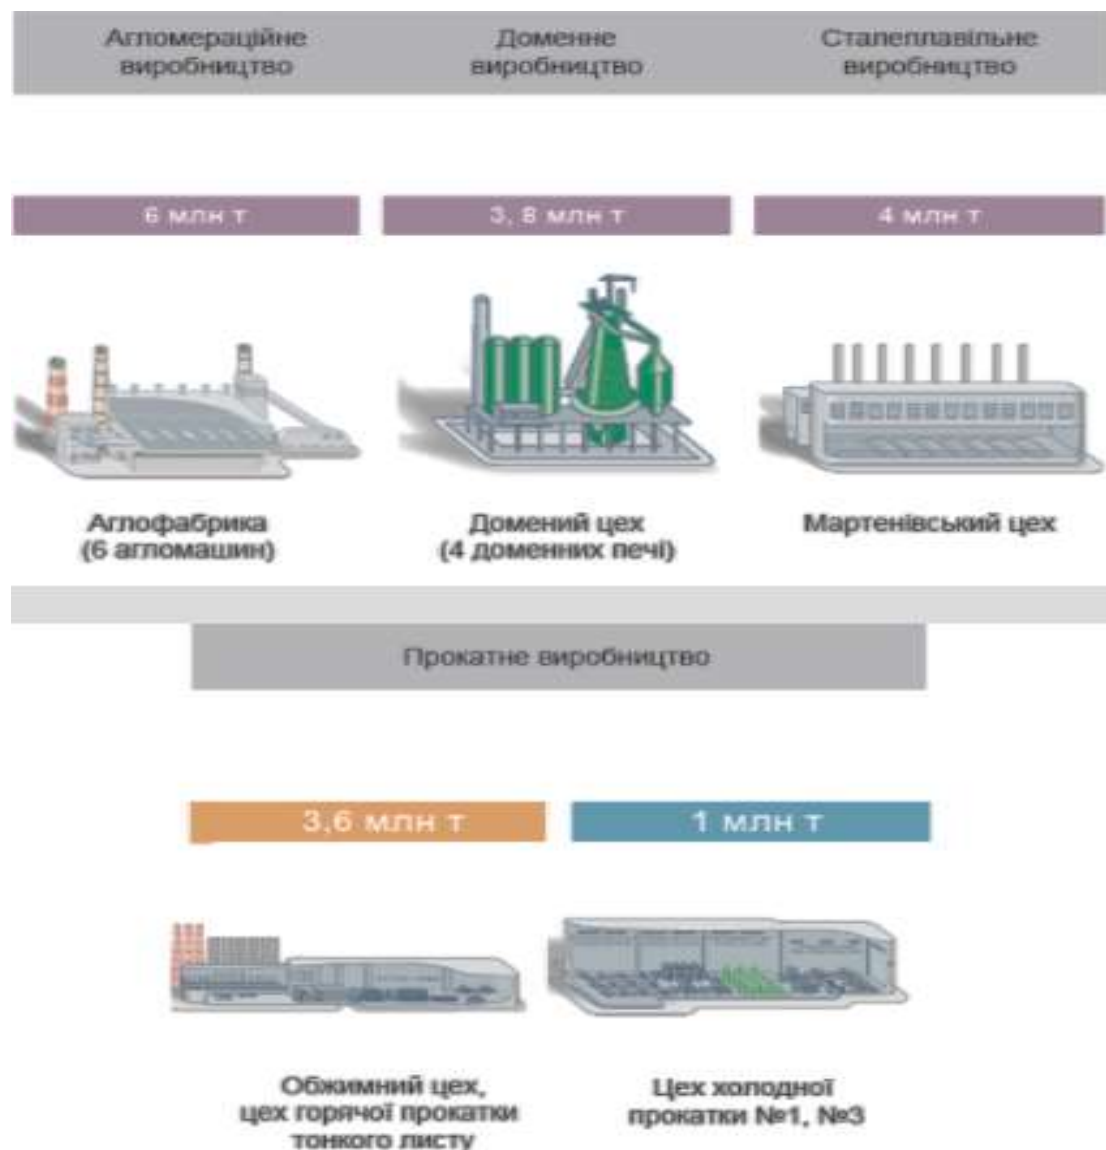 Агломераційне
виробництво
Доменне
виробництво
Сталеплавільне
виробництво
6 млн т
3, 8 млн т
4 млн т
Аглофабрика
(6 агломашин)
Домений цех
(4 доменних печі)
Мартенівський цех
Прокатне виробництво
3,6 млн т
1 млн т
Обжимний цех,
цех горячої прокатки
тонкого листу
Цех холодної
прокатки №1, №3